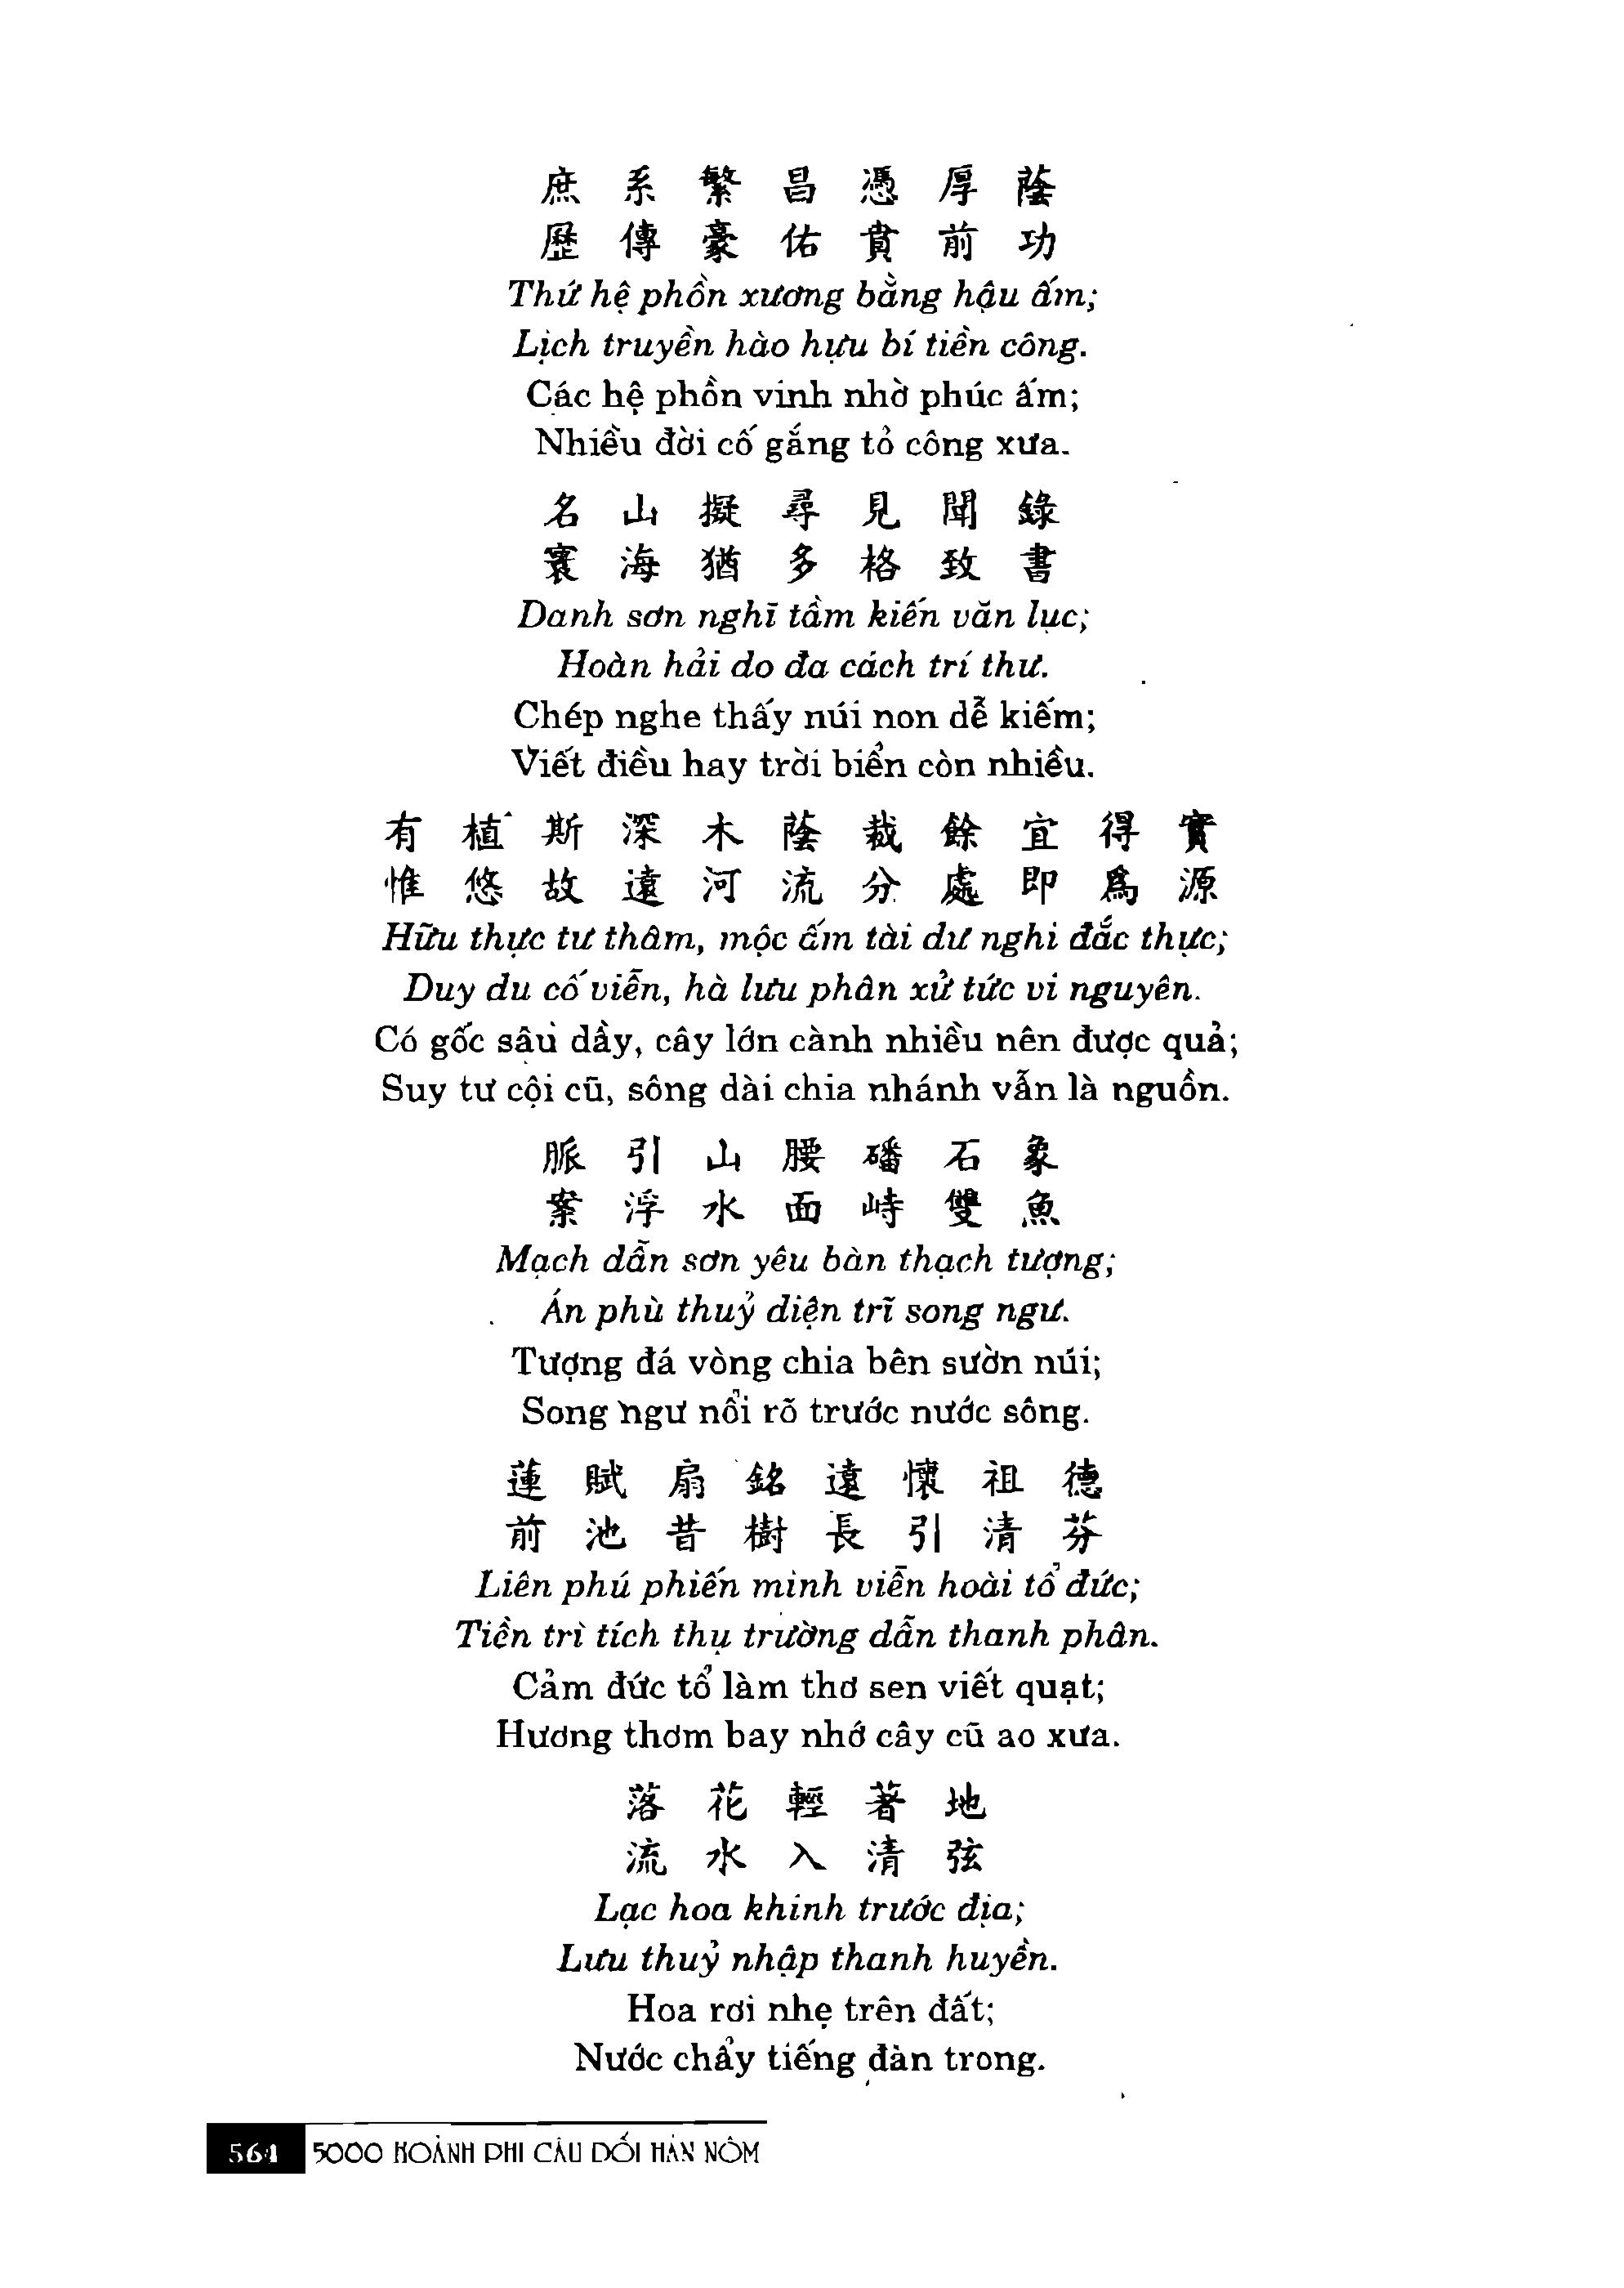 庶系繁昌憑厚蔭
歷傳豪佑賁前功
Thứ hệ phồn xương bằng hậu ấm;
Lịch truyền hào hựu bí tiền công.
Các hệ phồn vinh nhờ phúc ấm;
Nhiều đời cố gắng tỏ công xưa.
名山擬尋見聞錄
寰海猶多格致書
Danh sơn nghĩ tầm kiến văn lục;
Hoàn hải do đa cách trí thư.
Chép nghe thấy núi non dễ kiếm;
Viết điều hay trời biển còn nhiều.
有植斯深木蔭裁餘宜得實
惟悠故遠河流分處即爲源
Hữu thực tư thâm, mộc ấm tài dư nghi đắc thực;
Duy du cố viễn, hà lưu phân xử tức vi nguyên.
Có gốc sâu dầy, cây lớn cành nhiều nên được quả;
Suy tư cội cũ, sông dài chia nhánh vẫn là nguồn.
脈引山腰磻石象
案浮水面峙雙魚
Mạch dẫn sơn yêu bàn thạch tượng;
Án phù thuỷ diện trĩ song ngư.
Tượng đá vòng chia bên sườn núi;
Song ngư nổi rõ trước nước sông.
蓮賦扇銘遠懷祖德
前池昔樹長引清芬
Liên phú phiến minh viễn hoài tổ đức;
Tiền trì tích thụ trường dẫn thanh phân.
Cảm đức tổ làm thơ sen viết quạt;
Hương thơm bay nhớ cây cũ ao xưa.
落花輕著地
流水入清弦
Lạc hoa khinh trước địa;
Lưu thuỷ nhập thanh huyền.
Hoa rơi nhẹ trên đất;
Nước chảy tiếng đàn trong.
564 5000 HOÀNH PHI CÂU ĐỐI HÁN NÔM